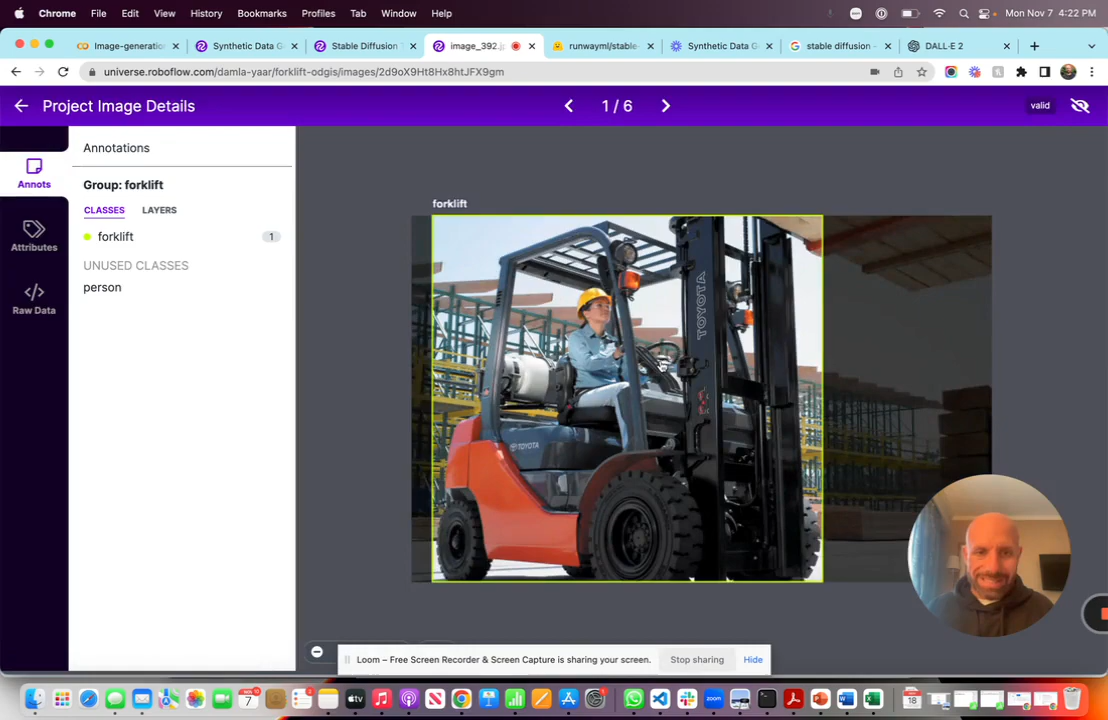 Chrome File Edit View History Bookmarks Profiles Tab Window Help Mon Nov 7 4:22 PM
Image-generatio Synthetic Data G Stable Diffusion T image_392.j runwayml/stable- Synthetic Data G stable diffusion - DALL·E 2
universe.roboflow.com/damla-yaar/forklift-odgis/images/2d9oX9Ht8Hx8htJFX9gm
Project Image Details 1 / 6 valid
Annots
Attributes
Raw Data
Annotations
Group: forklift
CLASSES LAYERS
forklift 1
UNUSED CLASSES
person
forklift
TOYOTA
TOYOTA
Loom – Free Screen Recorder & Screen Capture is sharing your screen. Stop sharing Hide